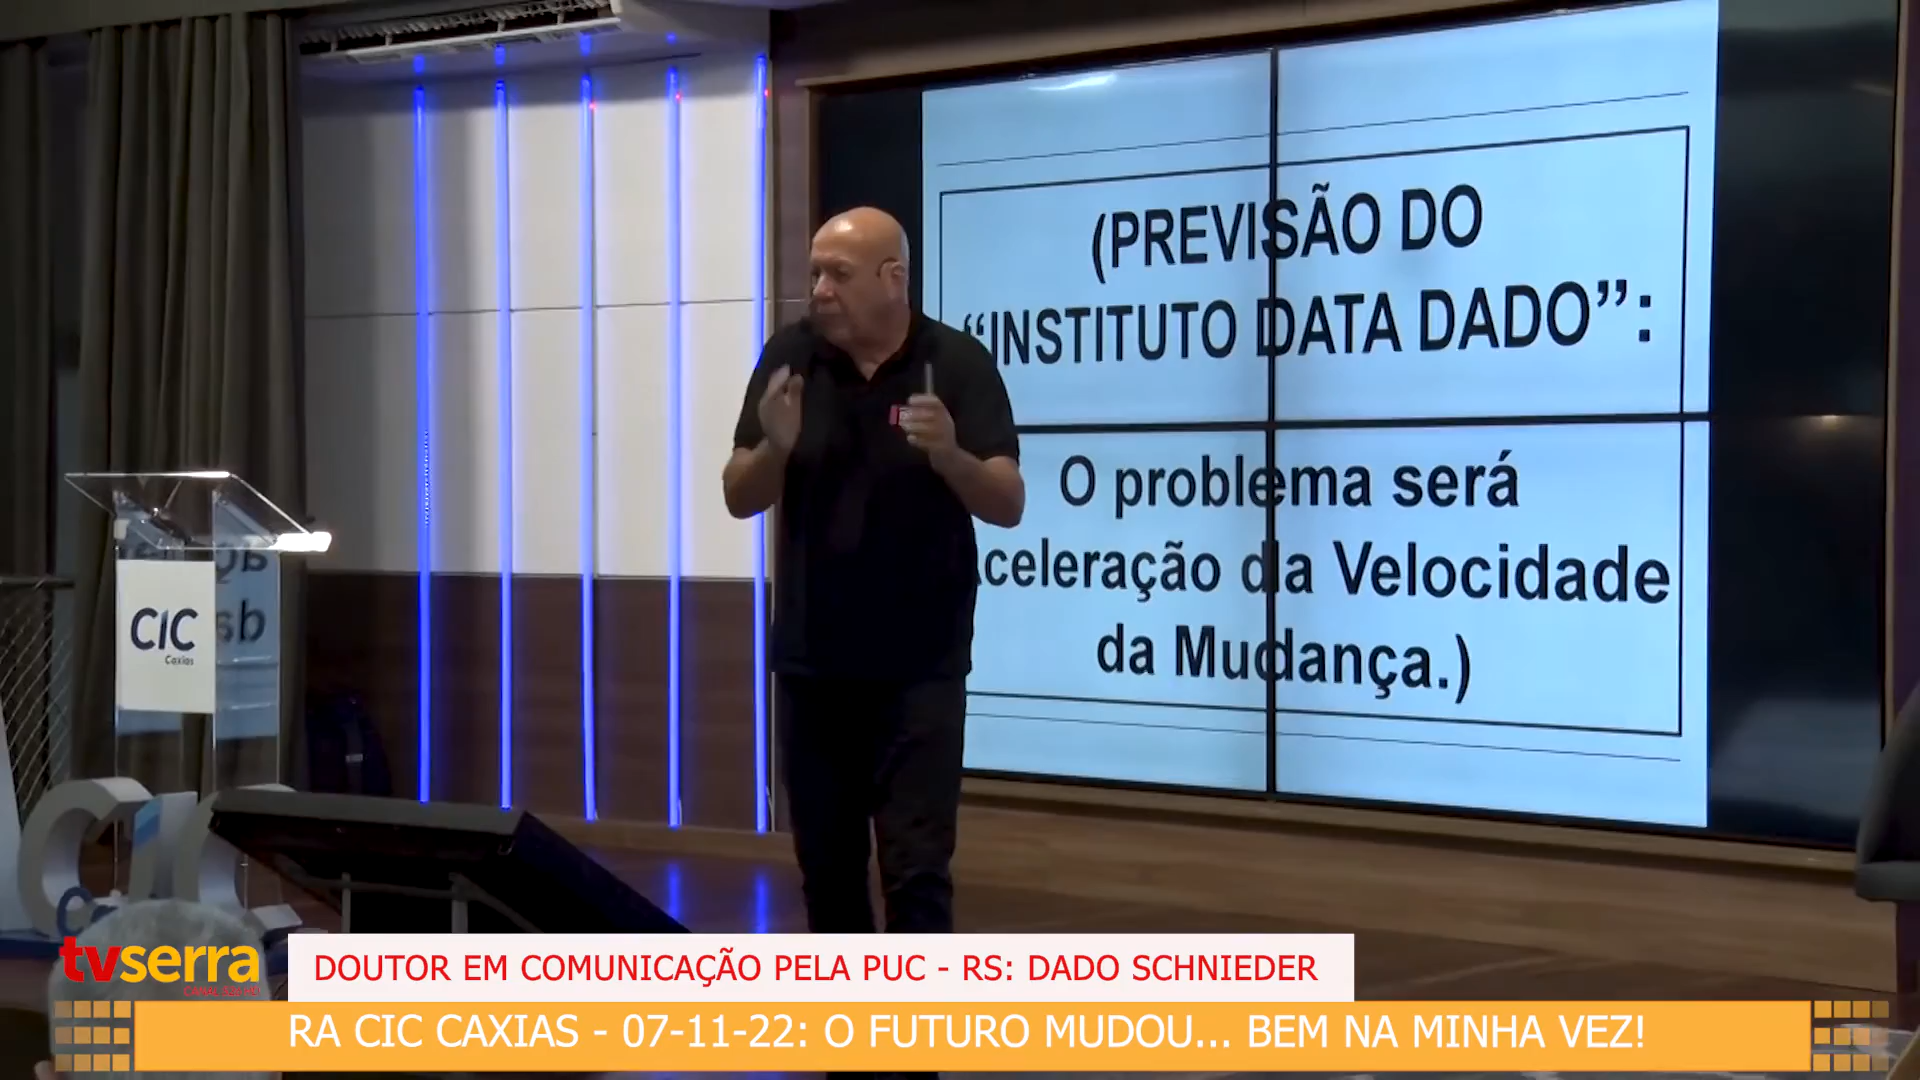 (PREVISÃO DO
“INSTITUTO DATA DADO”:
O problema será
Aceleração da Velocidade
da Mudança.)
CIC
Caxias
tvserra
DOUTOR EM COMUNICAÇÃO PELA PUC - RS: DADO SCHNIEDER
RA CIC CAXIAS - 07-11-22: O FUTURO MUDOU... BEM NA MINHA VEZ!